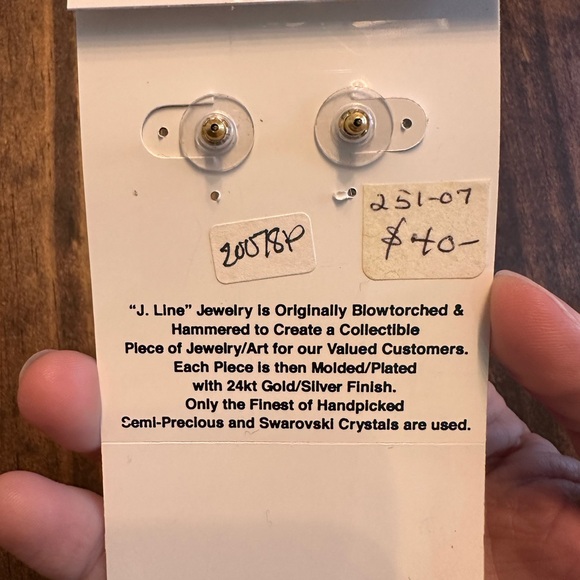 251-07
$40-
20078P
"J. Line" Jewelry is Originally Blowtorched &
Hammered to Create a Collectible
Piece of Jewelry/Art for our Valued Customers.
Each Piece is then Molded/Plated
with 24kt Gold/Silver Finish.
Only the Finest of Handpicked
Semi-Precious and Swarovski Crystals are used.